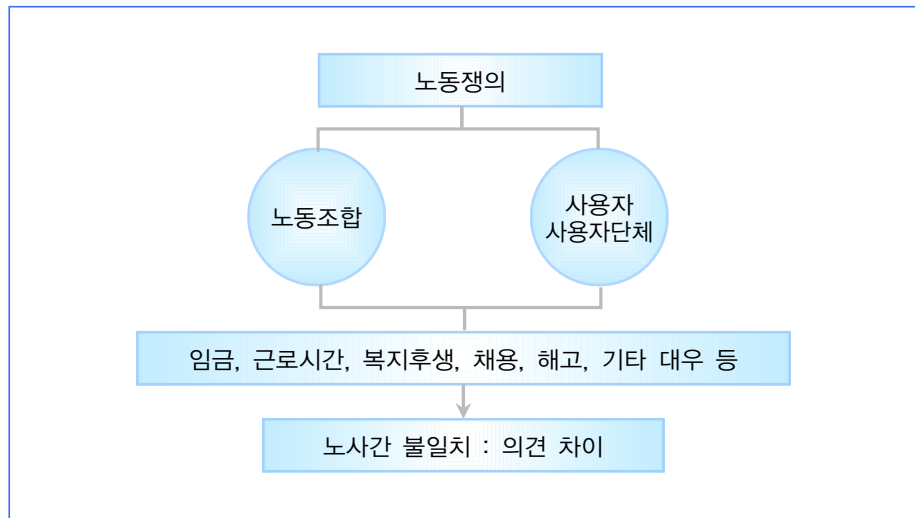 노동쟁의
노동조합
사용자
사용자단체
임금, 근로시간, 복지후생, 채용, 해고, 기타 대우 등
노사간 불일치 : 의견 차이